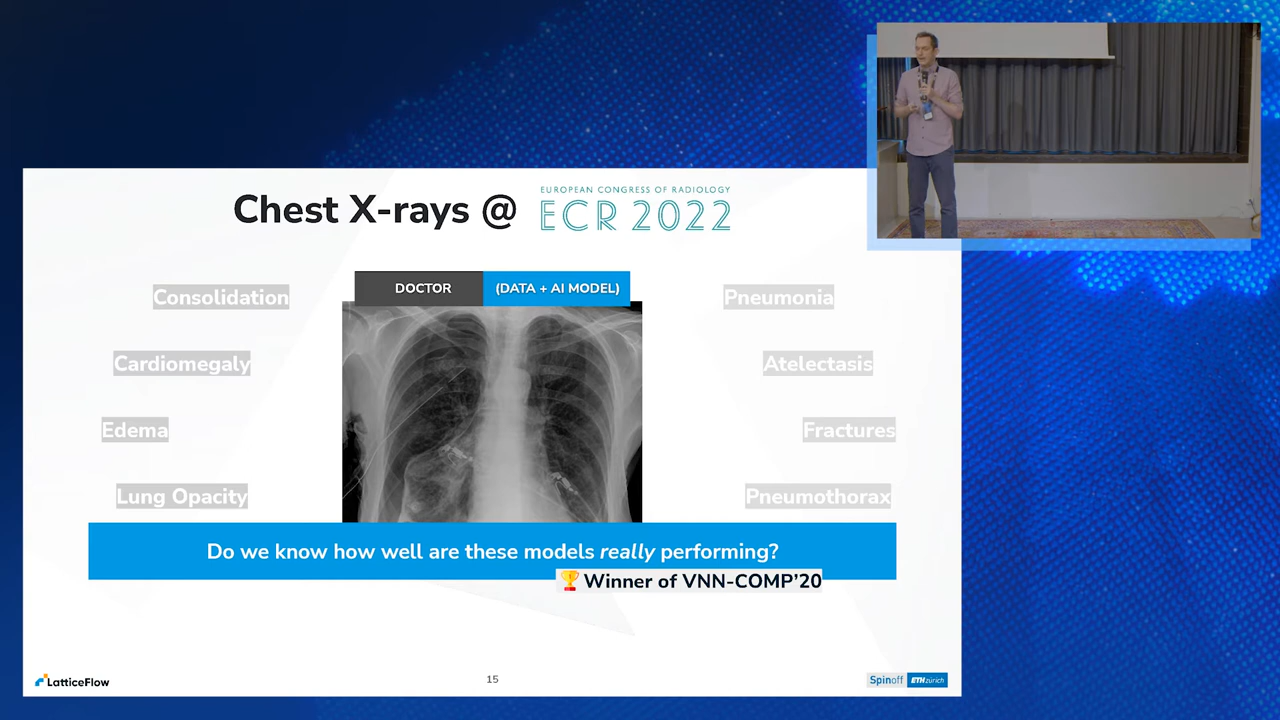 Chest X-rays @
EUROPEAN CONGRESS OF RADIOLOGY
ECR 2022
DOCTOR
(DATA + AI MODEL)
Consolidation
Pneumonia
Cardiomegaly
Atelectasis
Edema
Fractures
Lung Opacity
Pneumothorax
Do we know how well are these models really performing?
🏆 Winner of VNN-COMP’20
LatticeFlow
15
Spinoff
ETH zürich